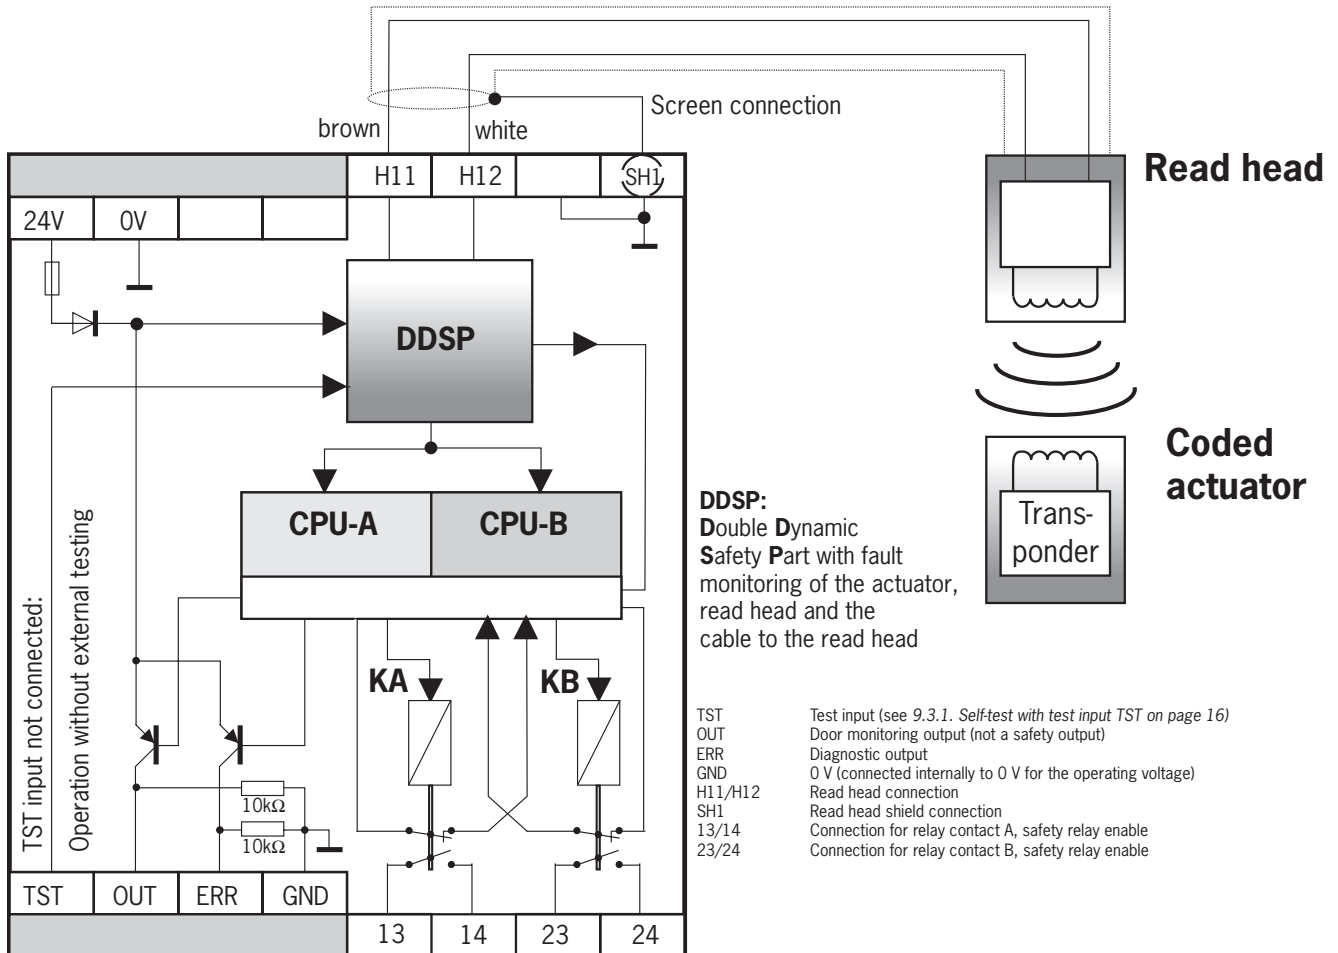 Screen connection
brown
white
H11
H12
SH1
Read head
24V
0V
DDSP
Coded
actuator
Trans-
ponder
CPU-A
CPU-B
DDSP:
Double Dynamic
Safety Part with fault
monitoring of the actuator,
read head and the
cable to the read head
TST input not connected:
Operation without external testing
KA
KB
10kΩ
10kΩ
TST Test input (see 9.3.1. Self-test with test input TST on page 16)
OUT Door monitoring output (not a safety output)
ERR Diagnostic output
GND 0 V (connected internally to 0 V for the operating voltage)
H11/H12 Read head connection
SH1 Read head shield connection
13/14 Connection for relay contact A, safety relay enable
23/24 Connection for relay contact B, safety relay enable
TST
OUT
ERR
GND
13
14
23
24